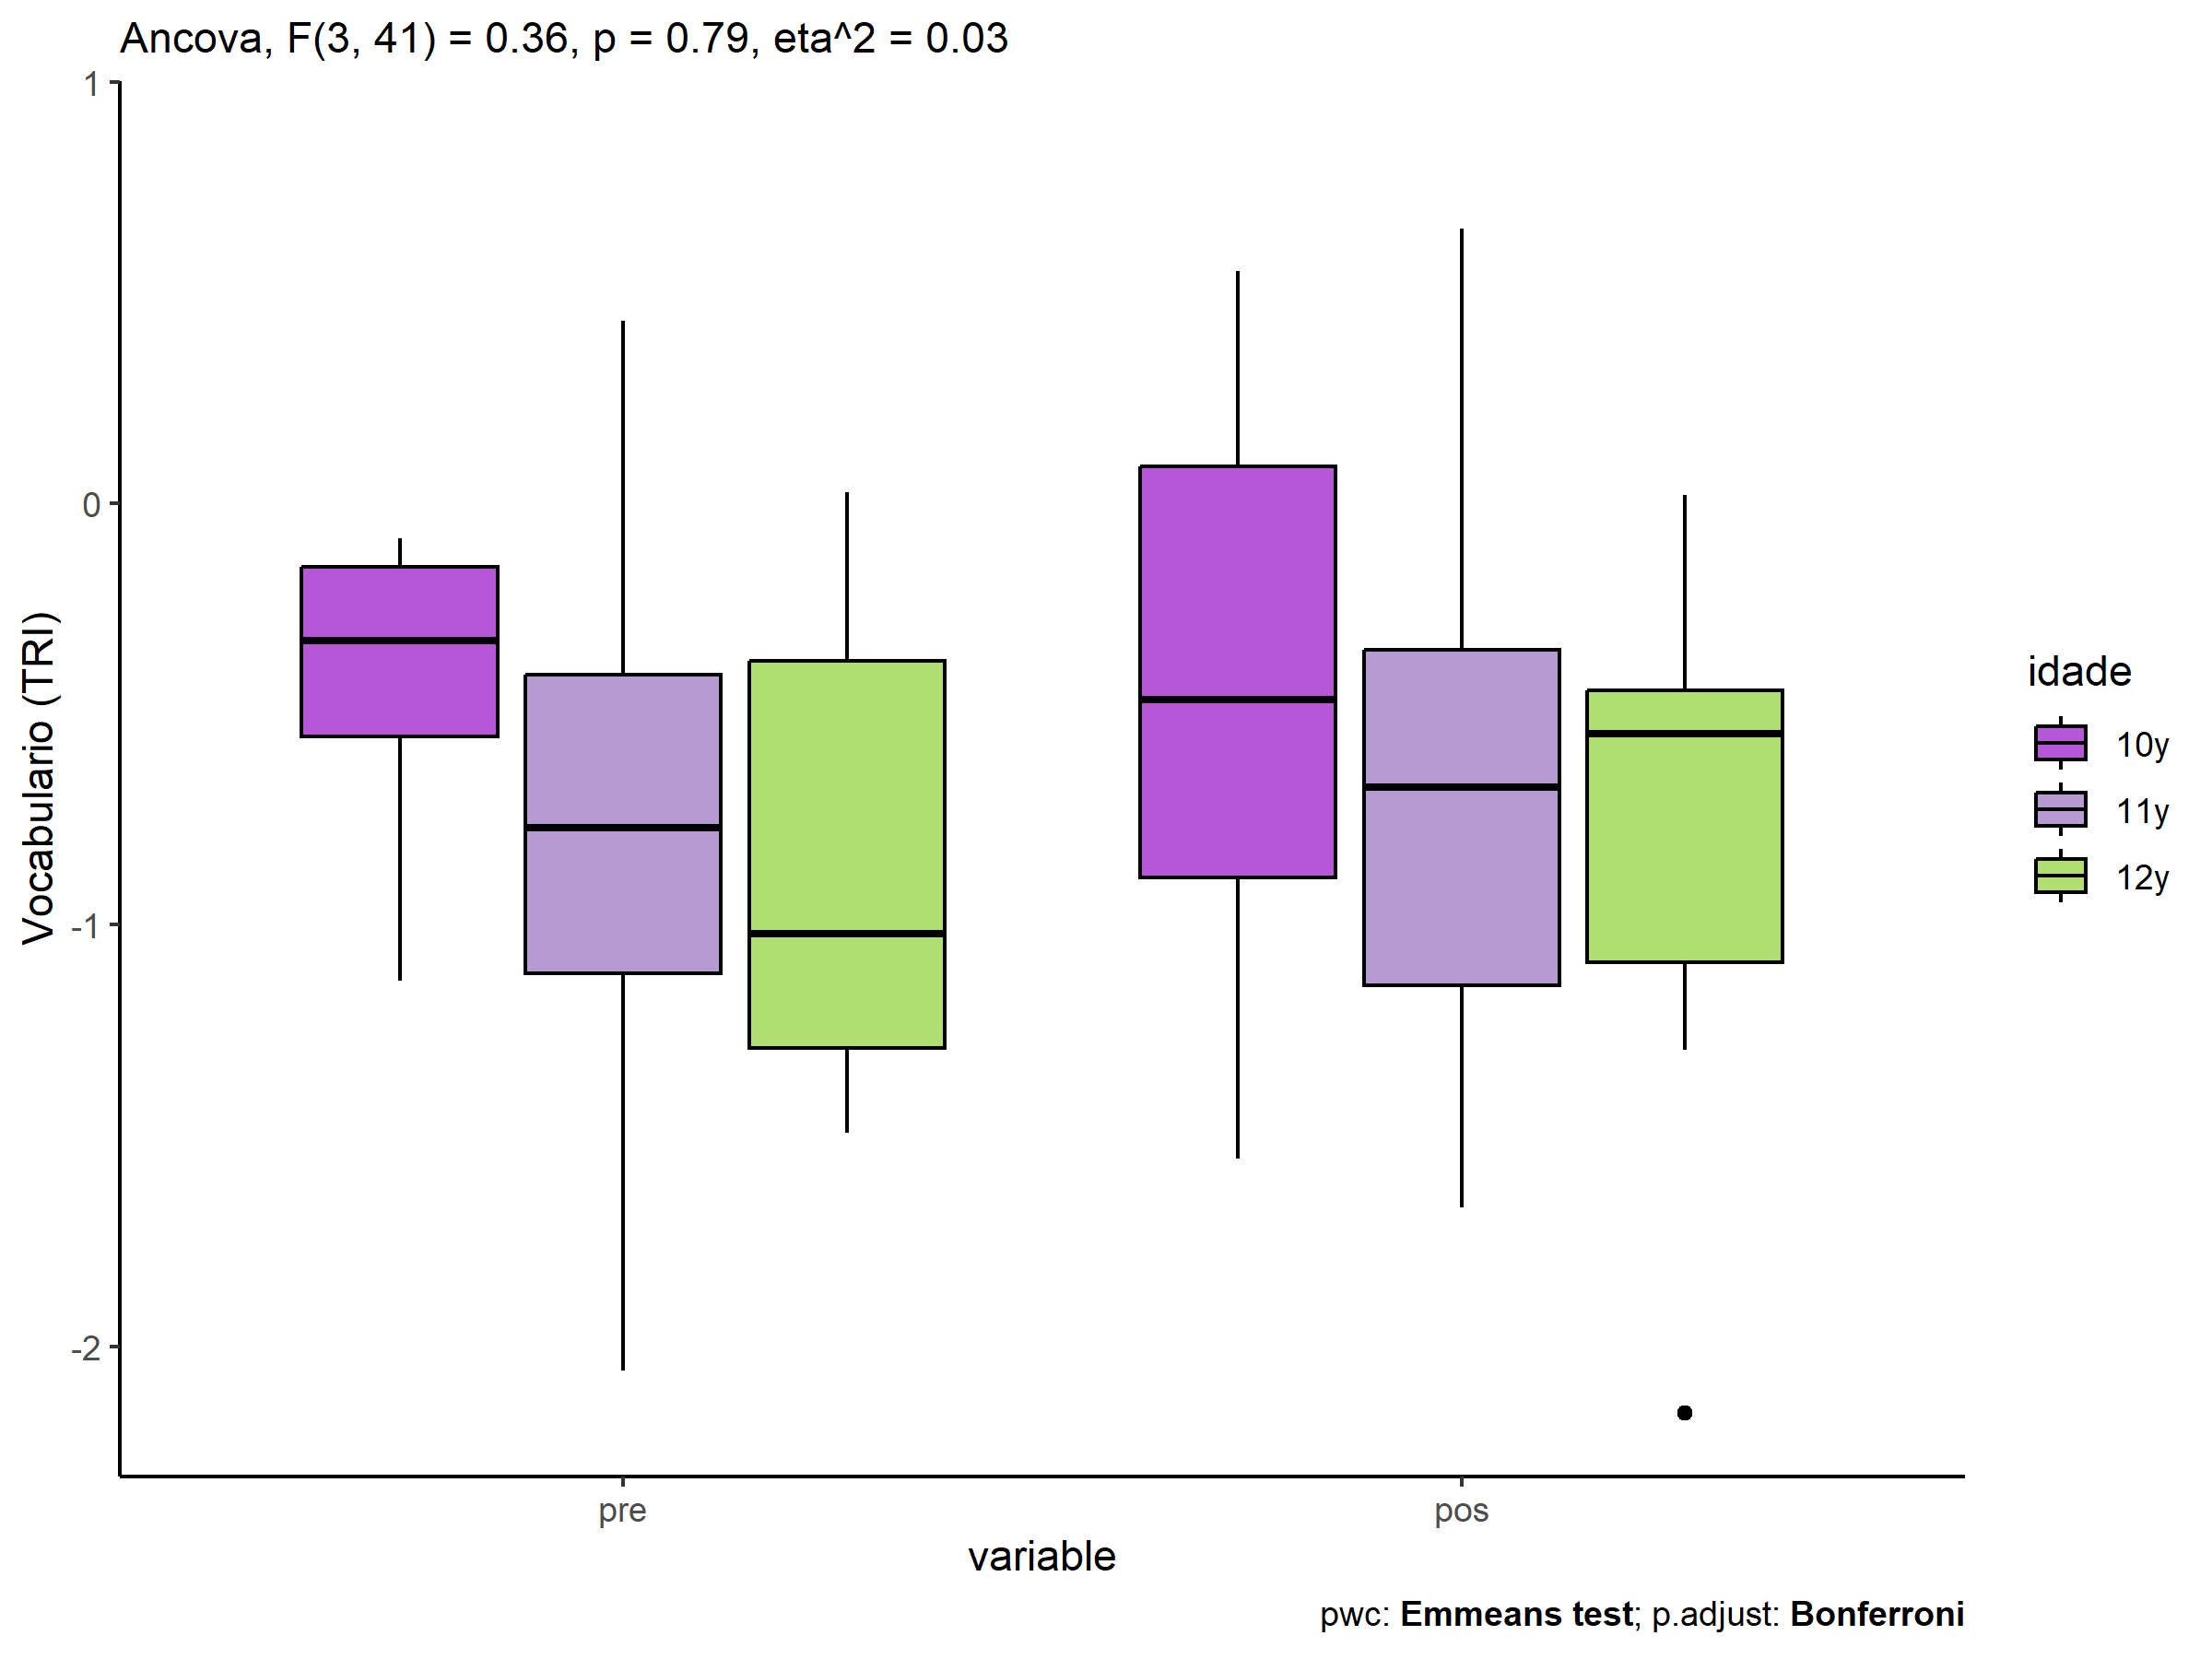 Ancova, F(3, 41) = 0.36, p = 0.79, eta^2 = 0.03
1
0
-1
-2
Vocabulario (TRI)
pre
pos
variable
idade
10y
11y
12y
pwc: Emmeans test; p.adjust: Bonferroni